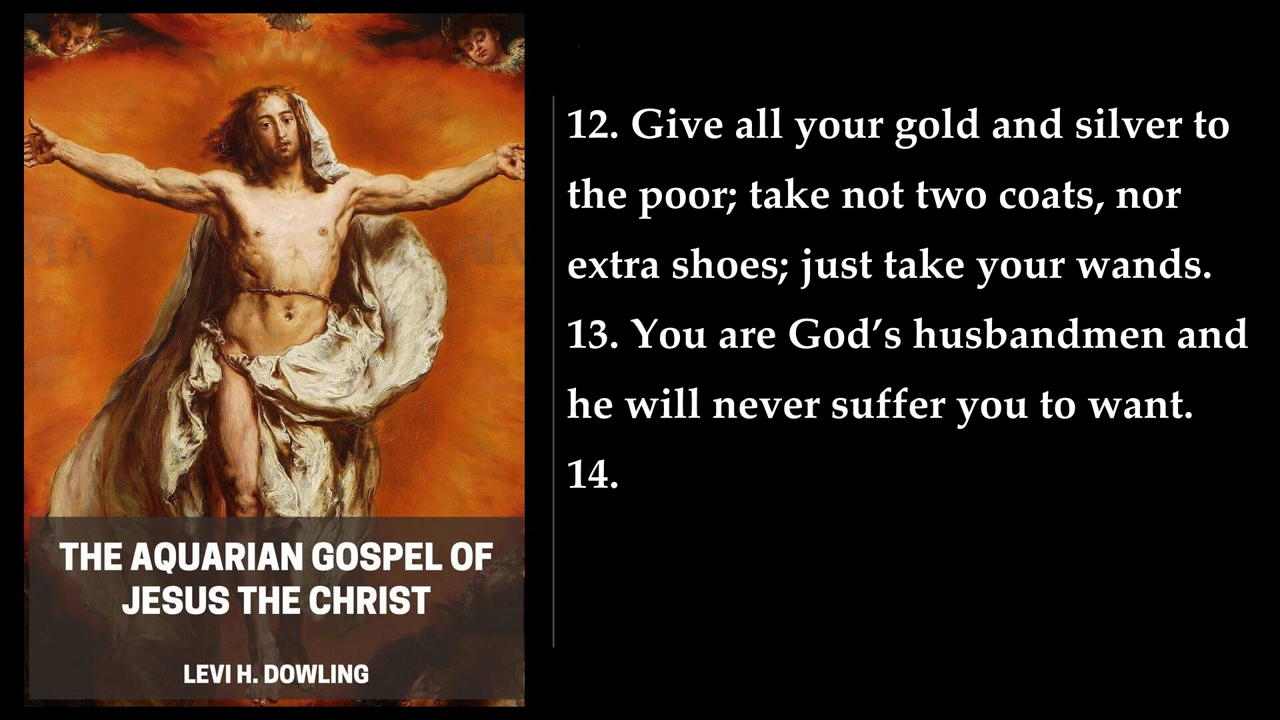 THE AQUARIAN GOSPEL OF
JESUS THE CHRIST
LEVI H. DOWLING
12. Give all your gold and silver to
the poor; take not two coats, nor
extra shoes; just take your wands.
13. You are God’s husbandmen and
he will never suffer you to want.
14.